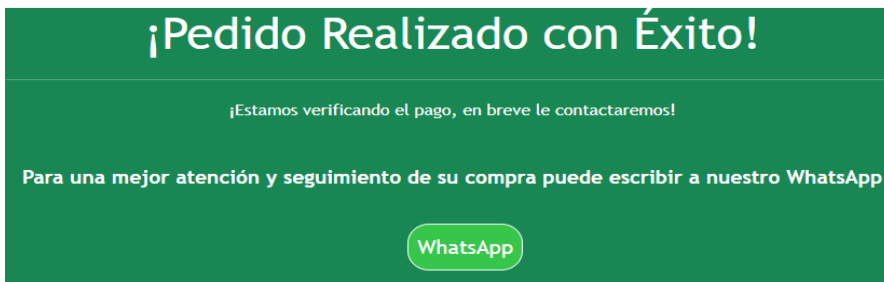 ¡Pedido Realizado con Éxito!
¡Estamos verificando el pago, en breve le contactaremos!
Para una mejor atención y seguimiento de su compra puede escribir a nuestro WhatsApp
WhatsApp